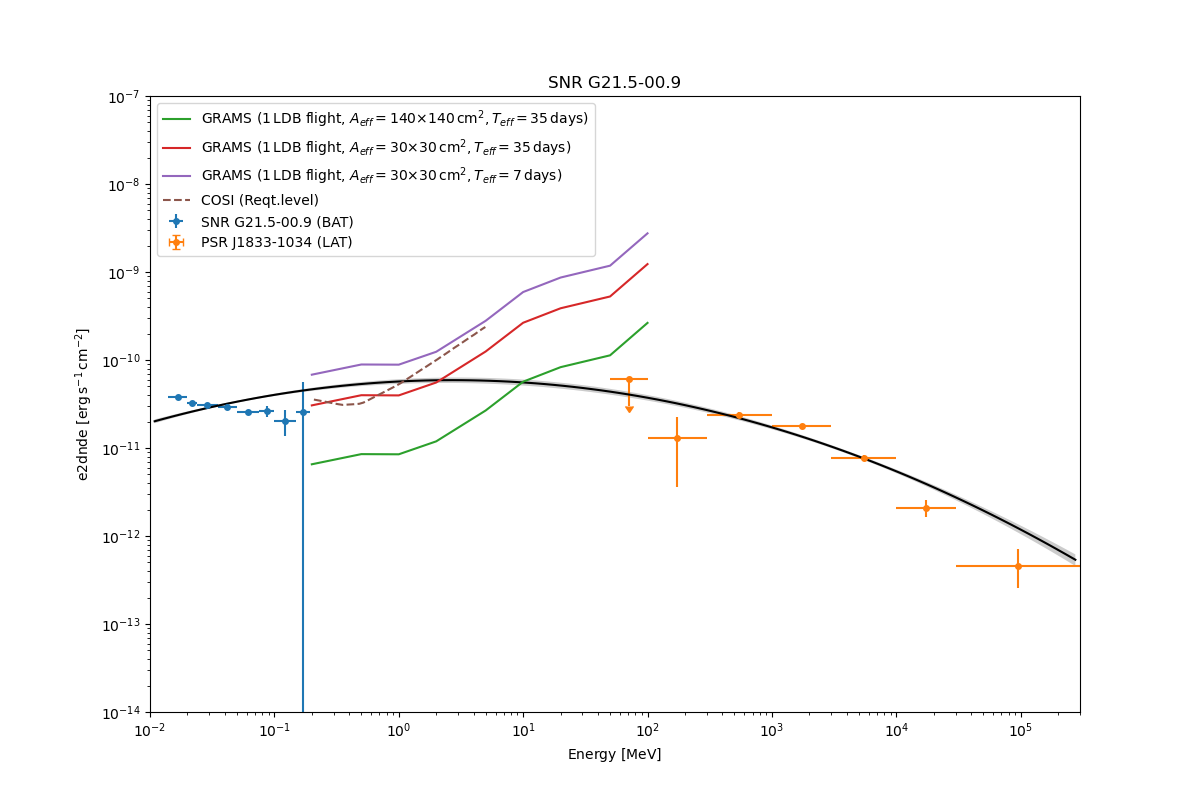 SNR G21.5-00.9
GRAMS (1 LDB flight, A_eff = 140×140 cm², T_eff = 35 days)
GRAMS (1 LDB flight, A_eff = 30×30 cm², T_eff = 35 days)
GRAMS (1 LDB flight, A_eff = 30×30 cm², T_eff = 7 days)
COSI (Reqt.level)
SNR G21.5-00.9 (BAT)
PSR J1833-1034 (LAT)
e2dnde [erg s⁻¹ cm⁻²]
10⁻⁷
10⁻⁸
10⁻⁹
10⁻¹⁰
10⁻¹¹
10⁻¹²
10⁻¹³
10⁻¹⁴
10⁻² 10⁻¹ 10⁰ 10¹ 10² 10³ 10⁴ 10⁵
Energy [MeV]